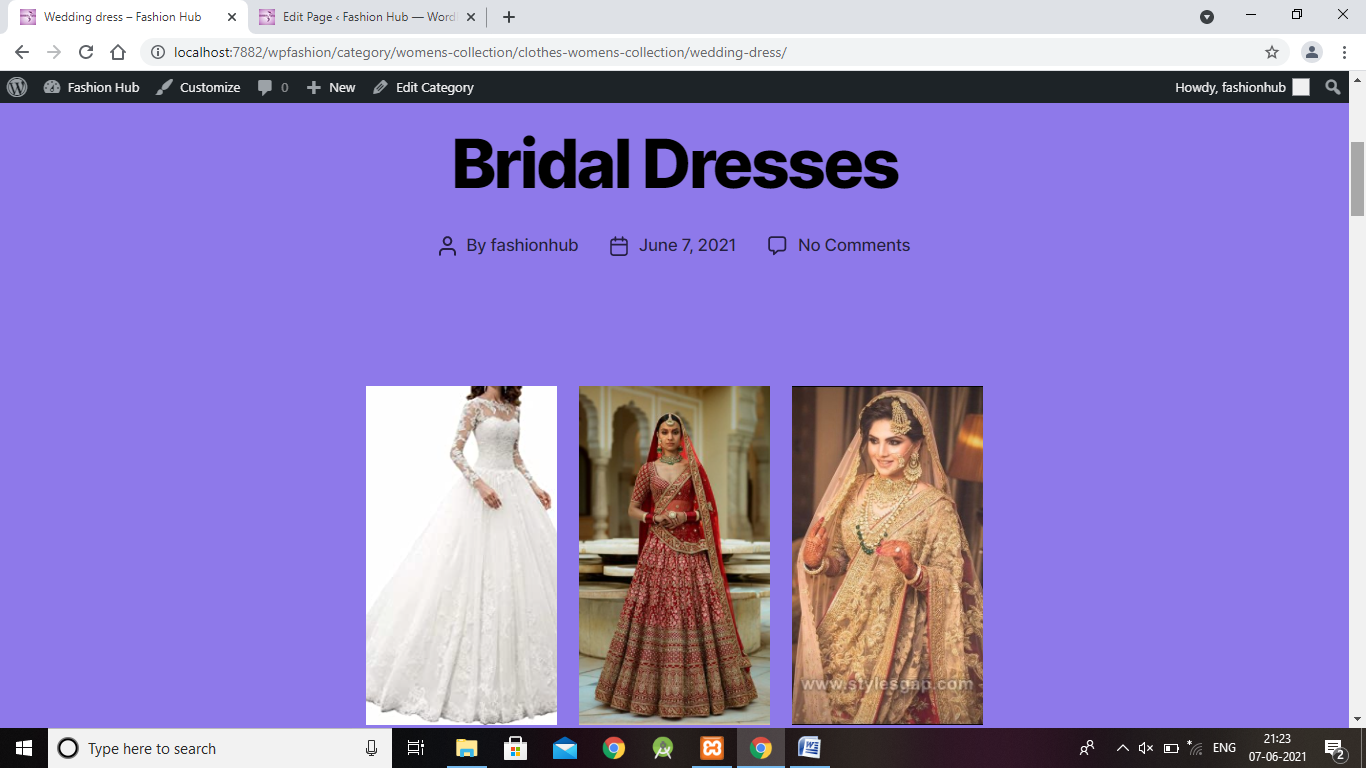 Wedding dress – Fashion Hub
Edit Page ‹ Fashion Hub — Word
localhost:7882/wpfashion/category/womens-collection/clothes-womens-collection/wedding-dress/
Fashion Hub Customize 0 New Edit Category Howdy, fashionhub
Bridal Dresses
By fashionhub June 7, 2021 No Comments
www.stylesgap.com
Type here to search
ENG
21:23
07-06-2021
2